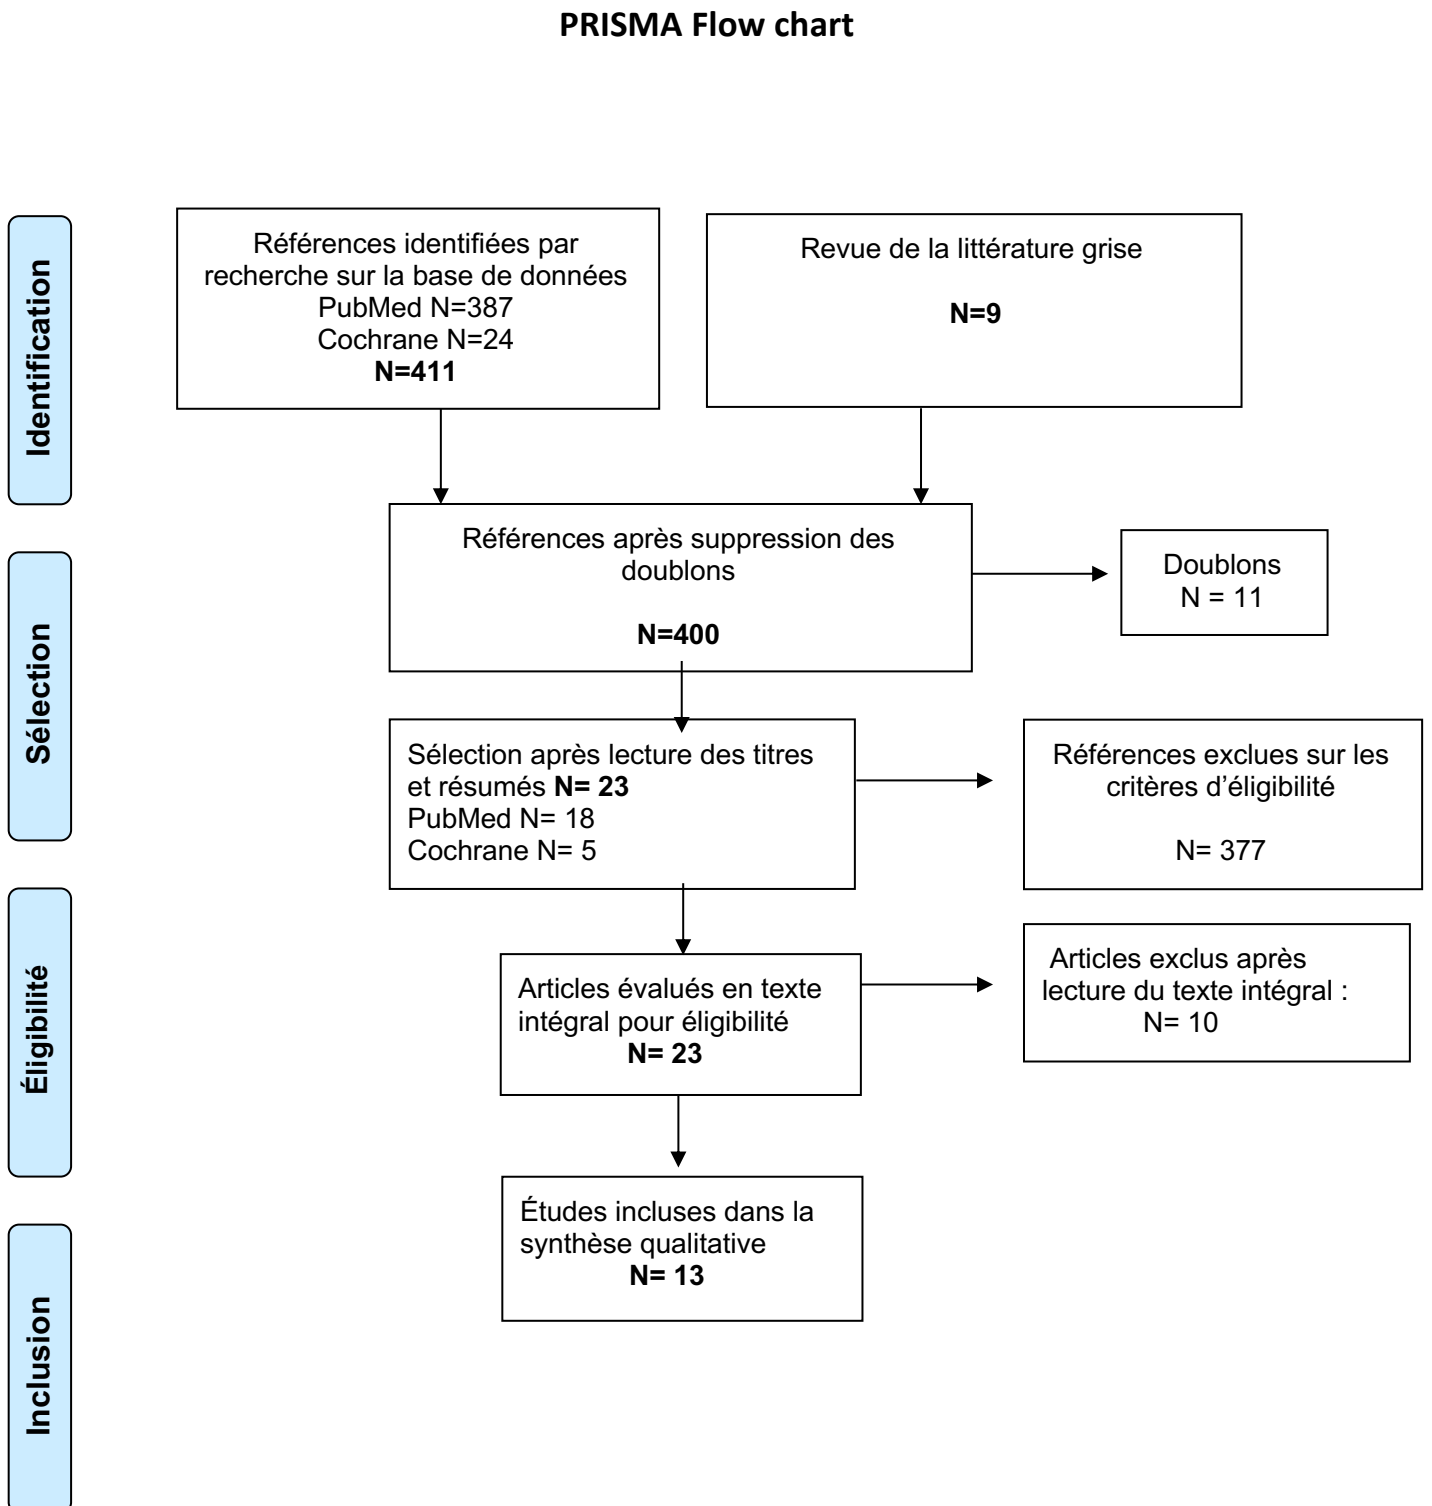 PRISMA Flow chart
Identification
Références identifiées par
recherche sur la base de données
PubMed N=387
Cochrane N=24
N=411
Revue de la littérature grise
N=9
Références après suppression des
doublons
N=400
Doublons
N = 11
Sélection
Sélection après lecture des titres
et résumés N= 23
PubMed N= 18
Cochrane N= 5
Références exclues sur les
critères d’éligibilité
N= 377
Éligibilité
Articles évalués en texte
intégral pour éligibilité
N= 23
Articles exclus après
lecture du texte intégral :
N= 10
Inclusion
Études incluses dans la
synthèse qualitative
N= 13